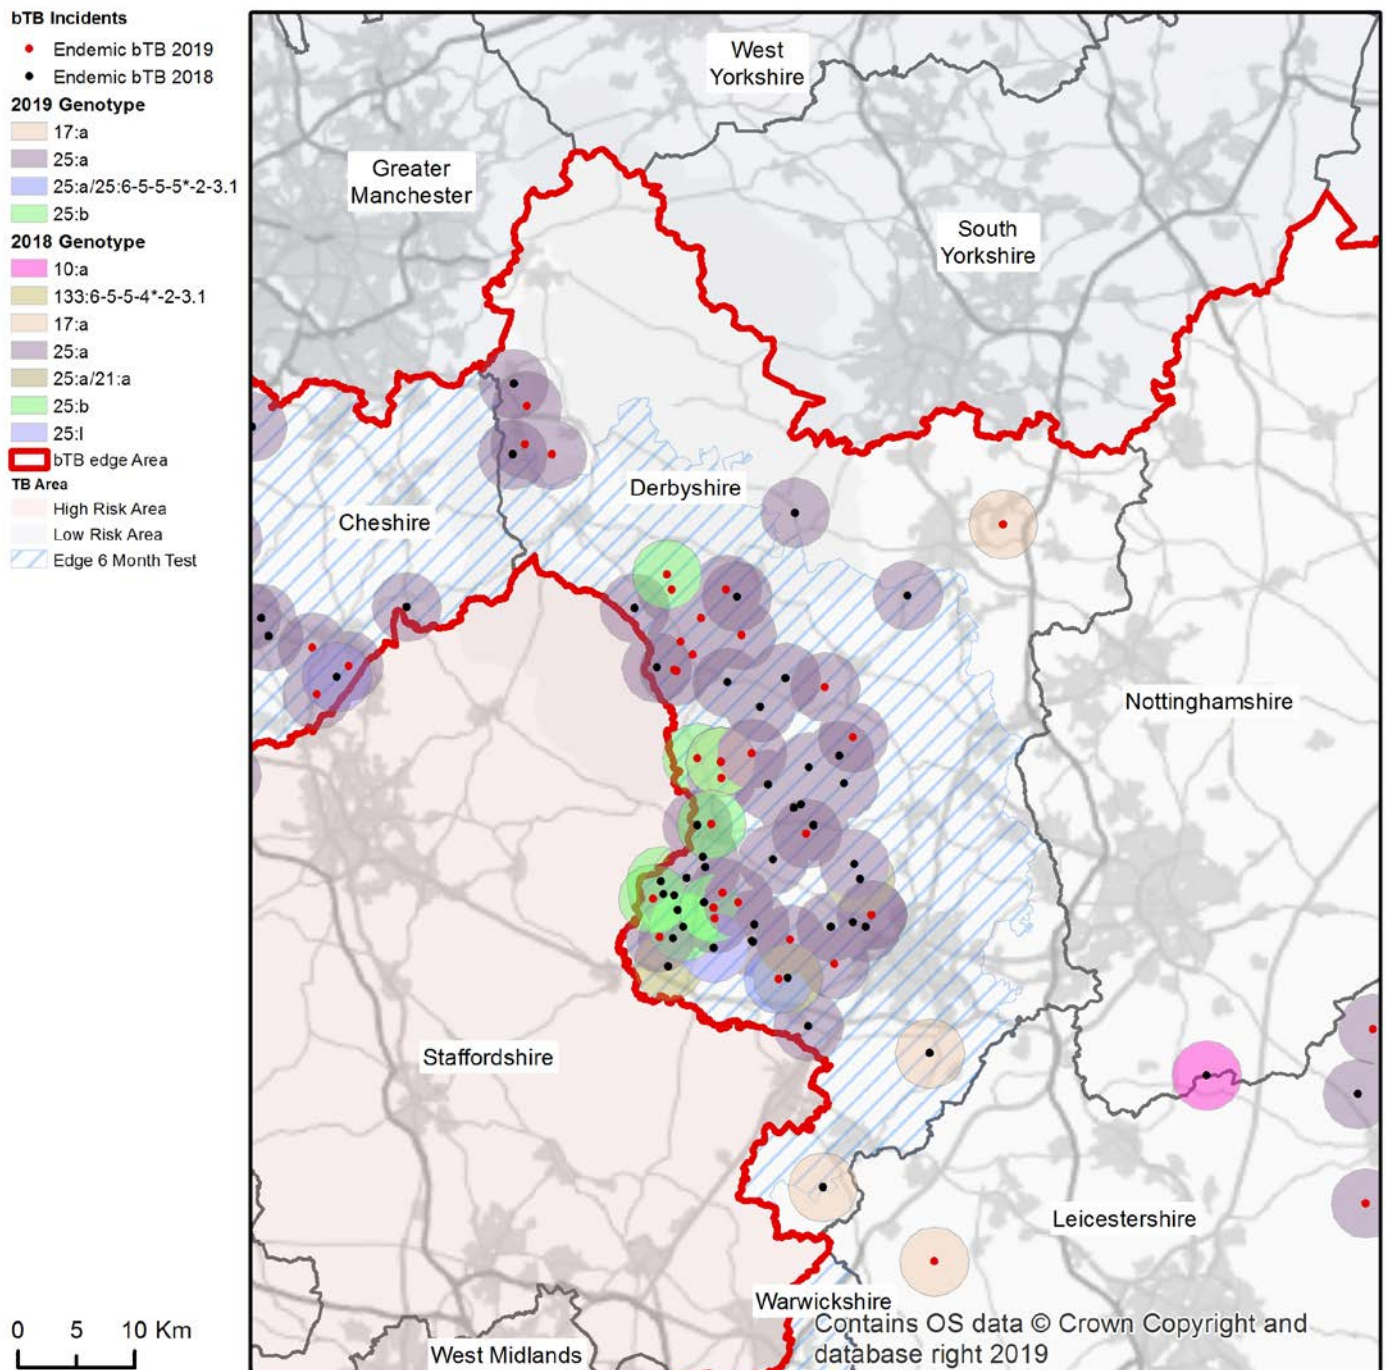 bTB Incidents
Endemic bTB 2019
Endemic bTB 2018
2019 Genotype
17:a
25:a
25:a/25:6-5-5-5*-2-3.1
25:b
2018 Genotype
10:a
133:6-5-5-4*-2-3.1
17:a
25:a
25:a/21:a
25:b
25:l
bTB edge Area
TB Area
High Risk Area
Low Risk Area
Edge 6 Month Test
0 5 10 Km
West
Yorkshire
Greater
Manchester
South
Yorkshire
Derbyshire
Cheshire
Nottinghamshire
Staffordshire
Leicestershire
Warwickshire
West Midlands
Contains OS data © Crown Copyright and
database right 2019